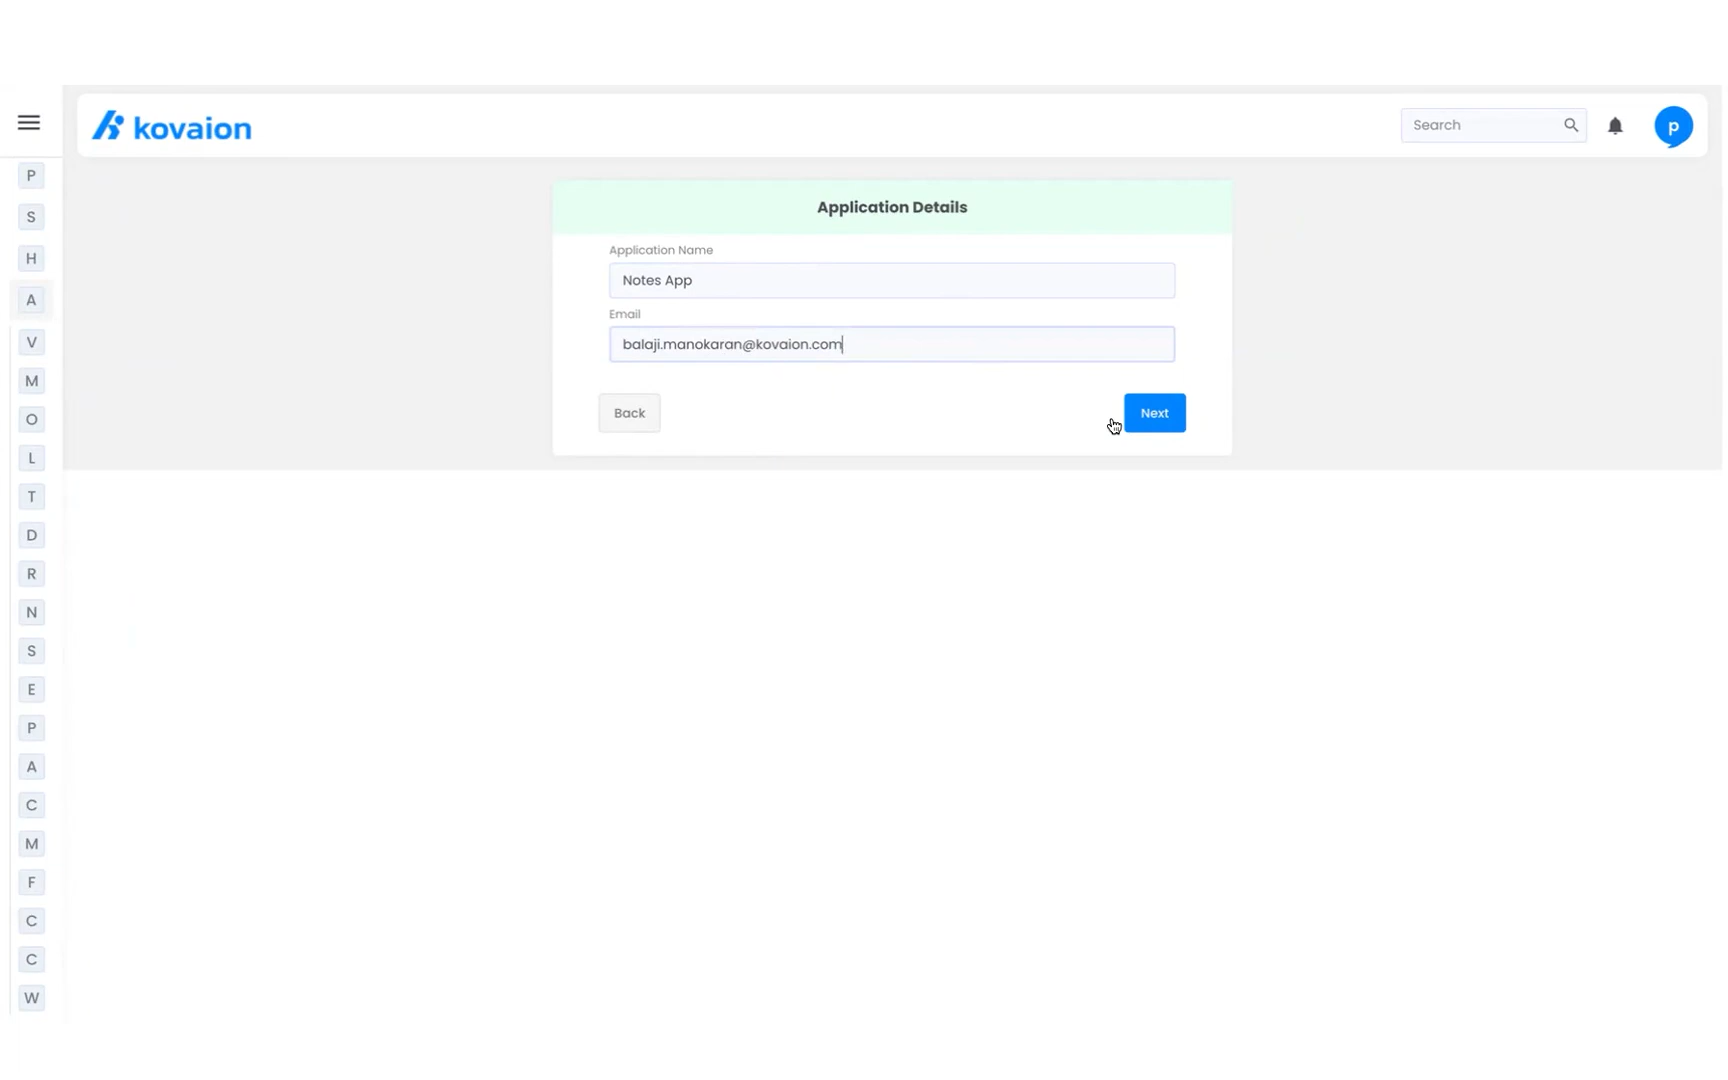 kovaion
Search
p
P
S
H
A
V
M
O
L
T
D
R
N
S
E
P
A
C
M
F
C
C
W
Application Details
Application Name
Notes App
Email
balaji.manokaran@kovaion.com
Back
Next